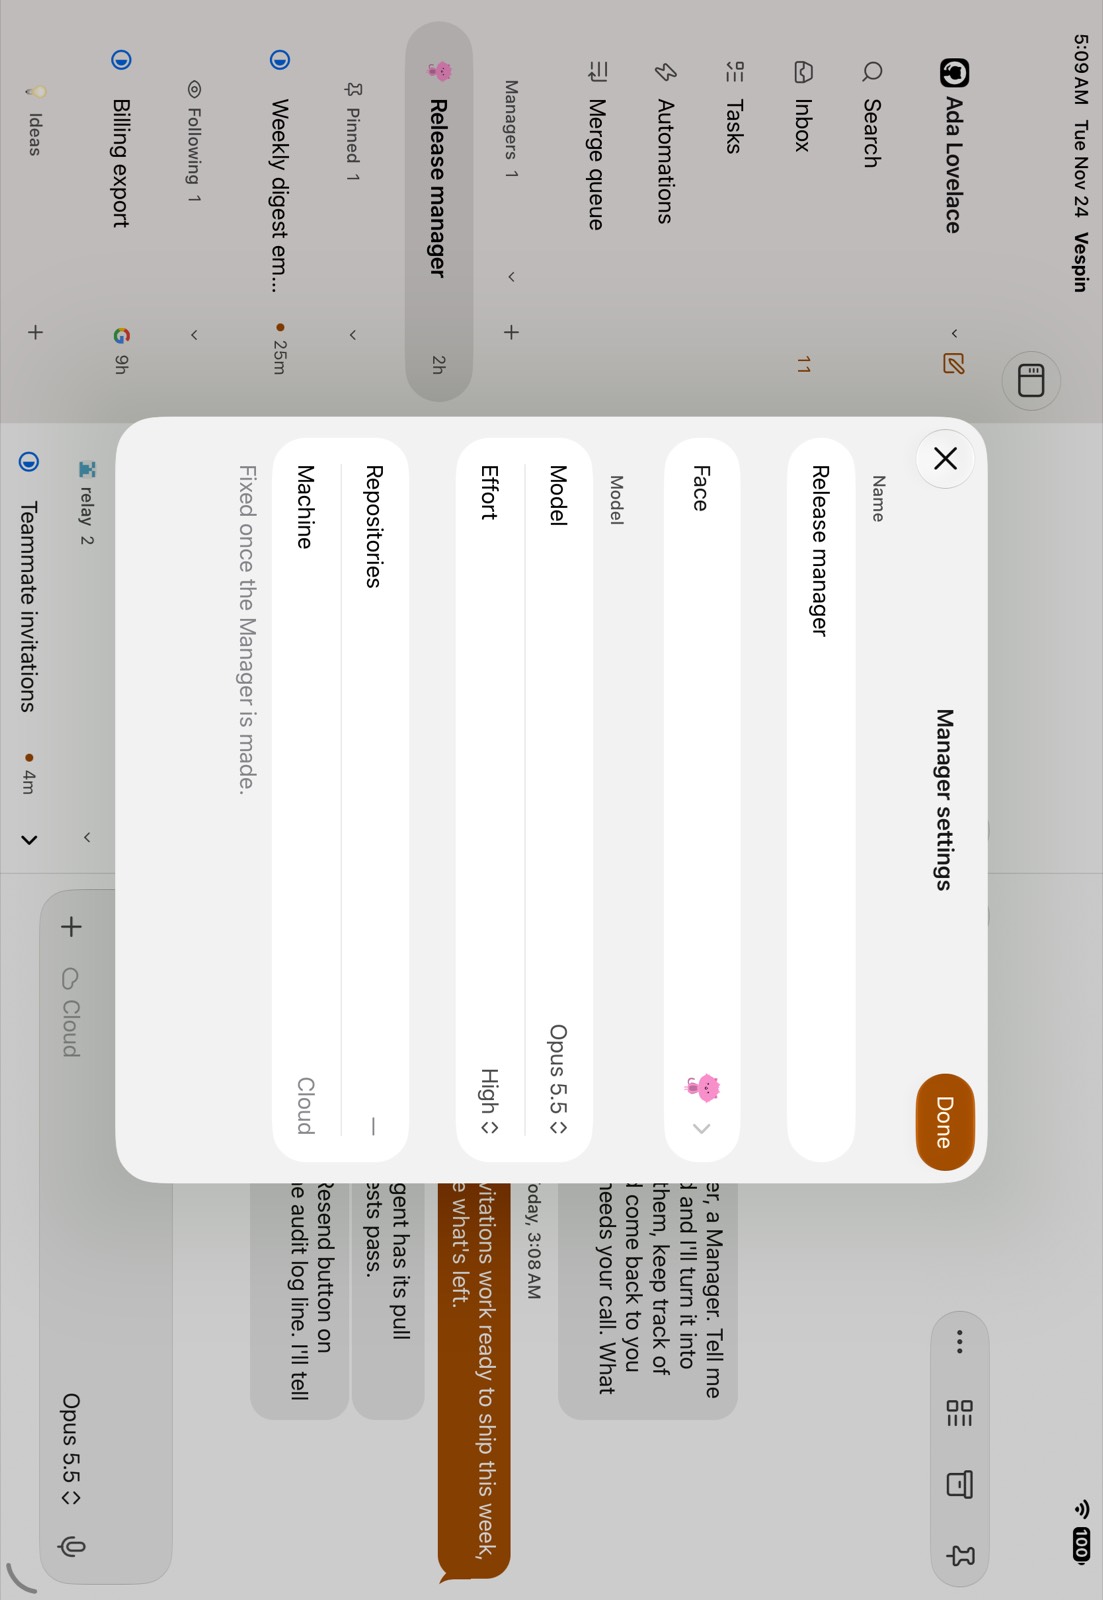 5:09 AM Tue Nov 24 Vespin
100
Ada Lovelace
Search
Inbox 11
Tasks
Automations
Merge queue
Managers 1
Release manager 2h
Pinned 1
Weekly digest em... 25m
Following 1
Billing export 9h
Ideas
Manager settings
Done
Name
Release manager
Face
Model
Model Opus 5.5
Effort High
Repositories —
Machine Cloud
Fixed once the Manager is made.
relay 2
Teammate invitations 4m
er, a Manager. Tell me
d and I'll turn it into
them, keep track of
d come back to you
needs your call. What
Today, 3:08 AM
vitations work ready to ship this week,
e what's left.
gent has its pull
ests pass.
Resend button on
e audit log line. I'll tell
Cloud
Opus 5.5